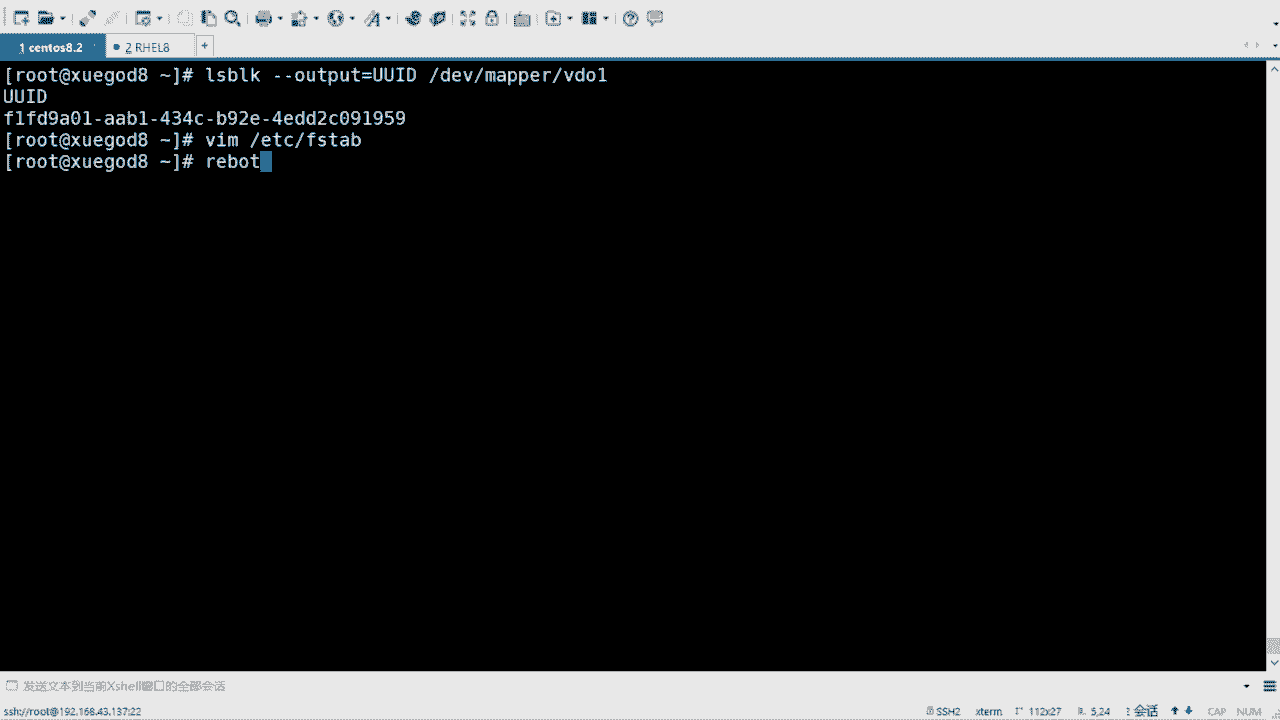 1 centos8.2
2 RHEL8
+
[root@xuegod8 ~]# lsblk --output=UUID /dev/mapper/vdo1
UUID
f1fd9a01-aab1-434c-b92e-4edd2c091959
[root@xuegod8 ~]# vim /etc/fstab
[root@xuegod8 ~]# rebot
发送文本到当前Xshell窗口的全部会话
ssh://root@192.168.43.137:22 SSH2 xterm 112x27 5,24 1 会话 CAP NUM